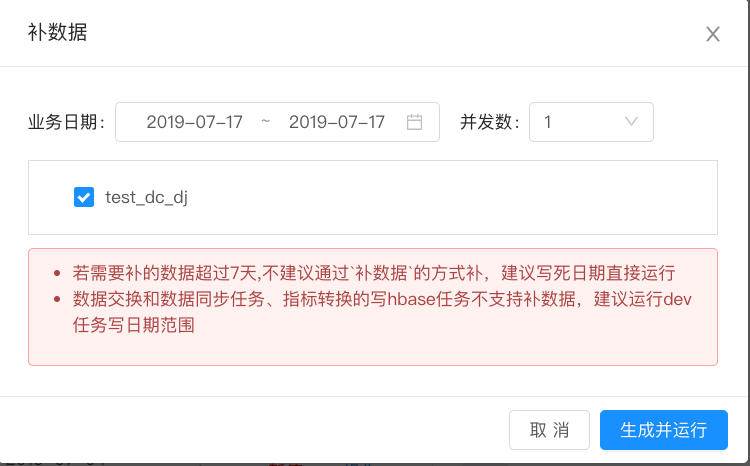 补数据
业务日期： 2019-07-17 ~ 2019-07-17 并发数： 1
test_dc_dj
若需要补的数据超过7天,不建议通过`补数据`的方式补，建议写死日期直接运行
数据交换和数据同步任务、指标转换的写hbase任务不支持补数据，建议运行dev
任务写日期范围
取 消 生成并运行